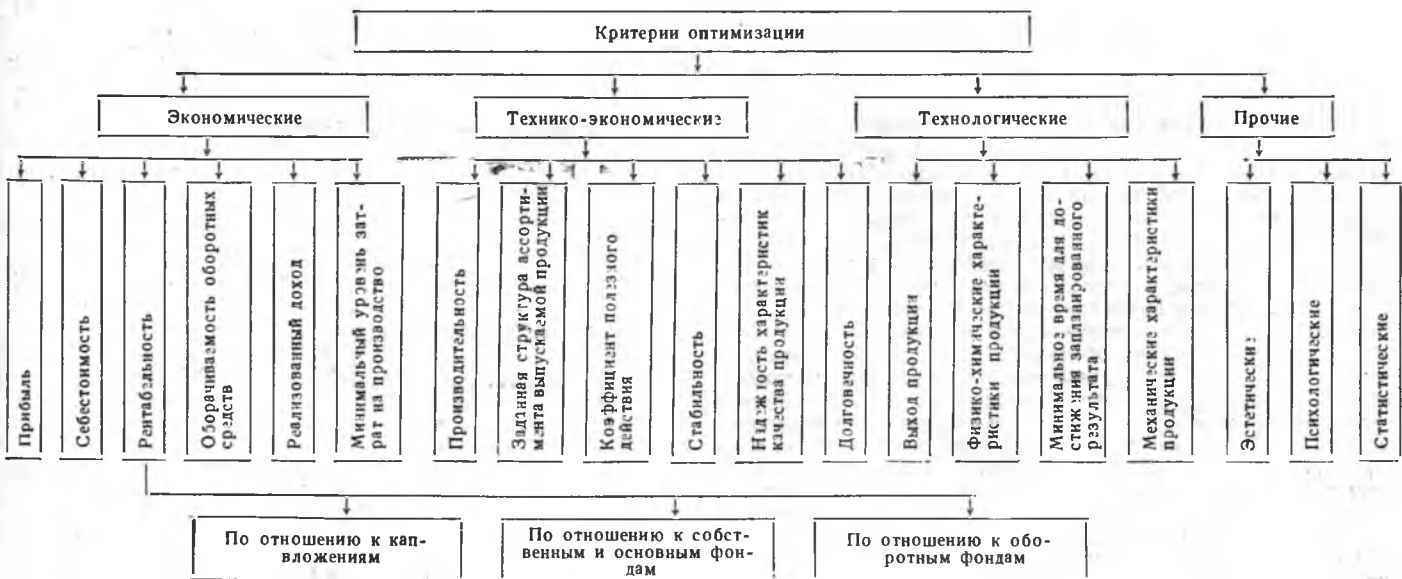 Критерии оптимизации
Экономические
Технико-экономические
Технологические
Прочие
Прибыль
Себестоимость
Рентабельность
Оборачиваемость оборотных
средств
Реализованный доход
Минимальный уровень зат-
рат на производство
Производительность
Заданная структура ассорти-
мента выпускаемой продукции
Коэффициент полезного
действия
Стабильность
Надежность характеристик
качества продукции
Долговечность
Выход продукции
Физико-химические характе-
ристики продукции
Минимальное время для до-
стижения запланированного
результата
Механические характеристики
продукции
Эстетические
Психологические
Статистические
По отношению к кап-
вложениям
По отношению к собст-
венным и основным фон-
дам
По отношению к обо-
ротным фондам